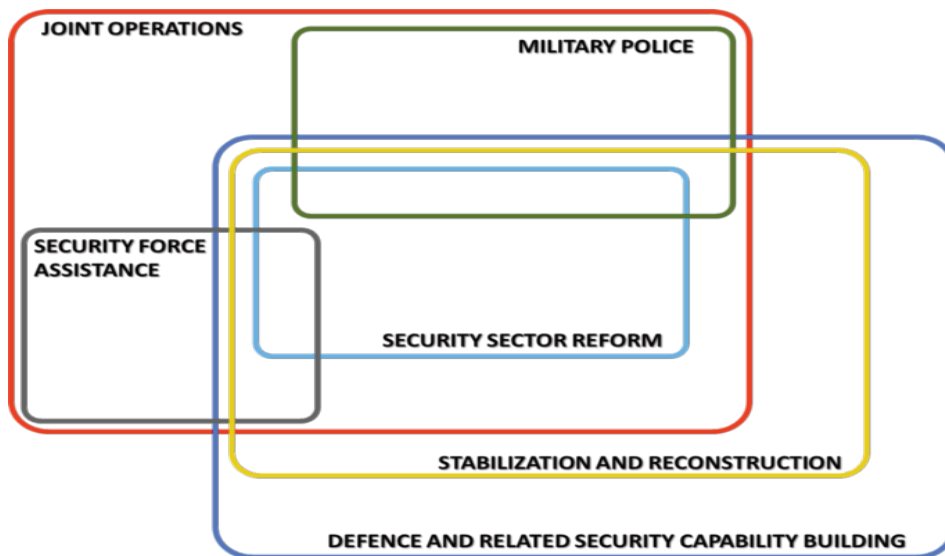 JOINT OPERATIONS
MILITARY POLICE
SECURITY FORCE
ASSISTANCE
SECURITY SECTOR REFORM
STABILIZATION AND RECONSTRUCTION
DEFENCE AND RELATED SECURITY CAPABILITY BUILDING